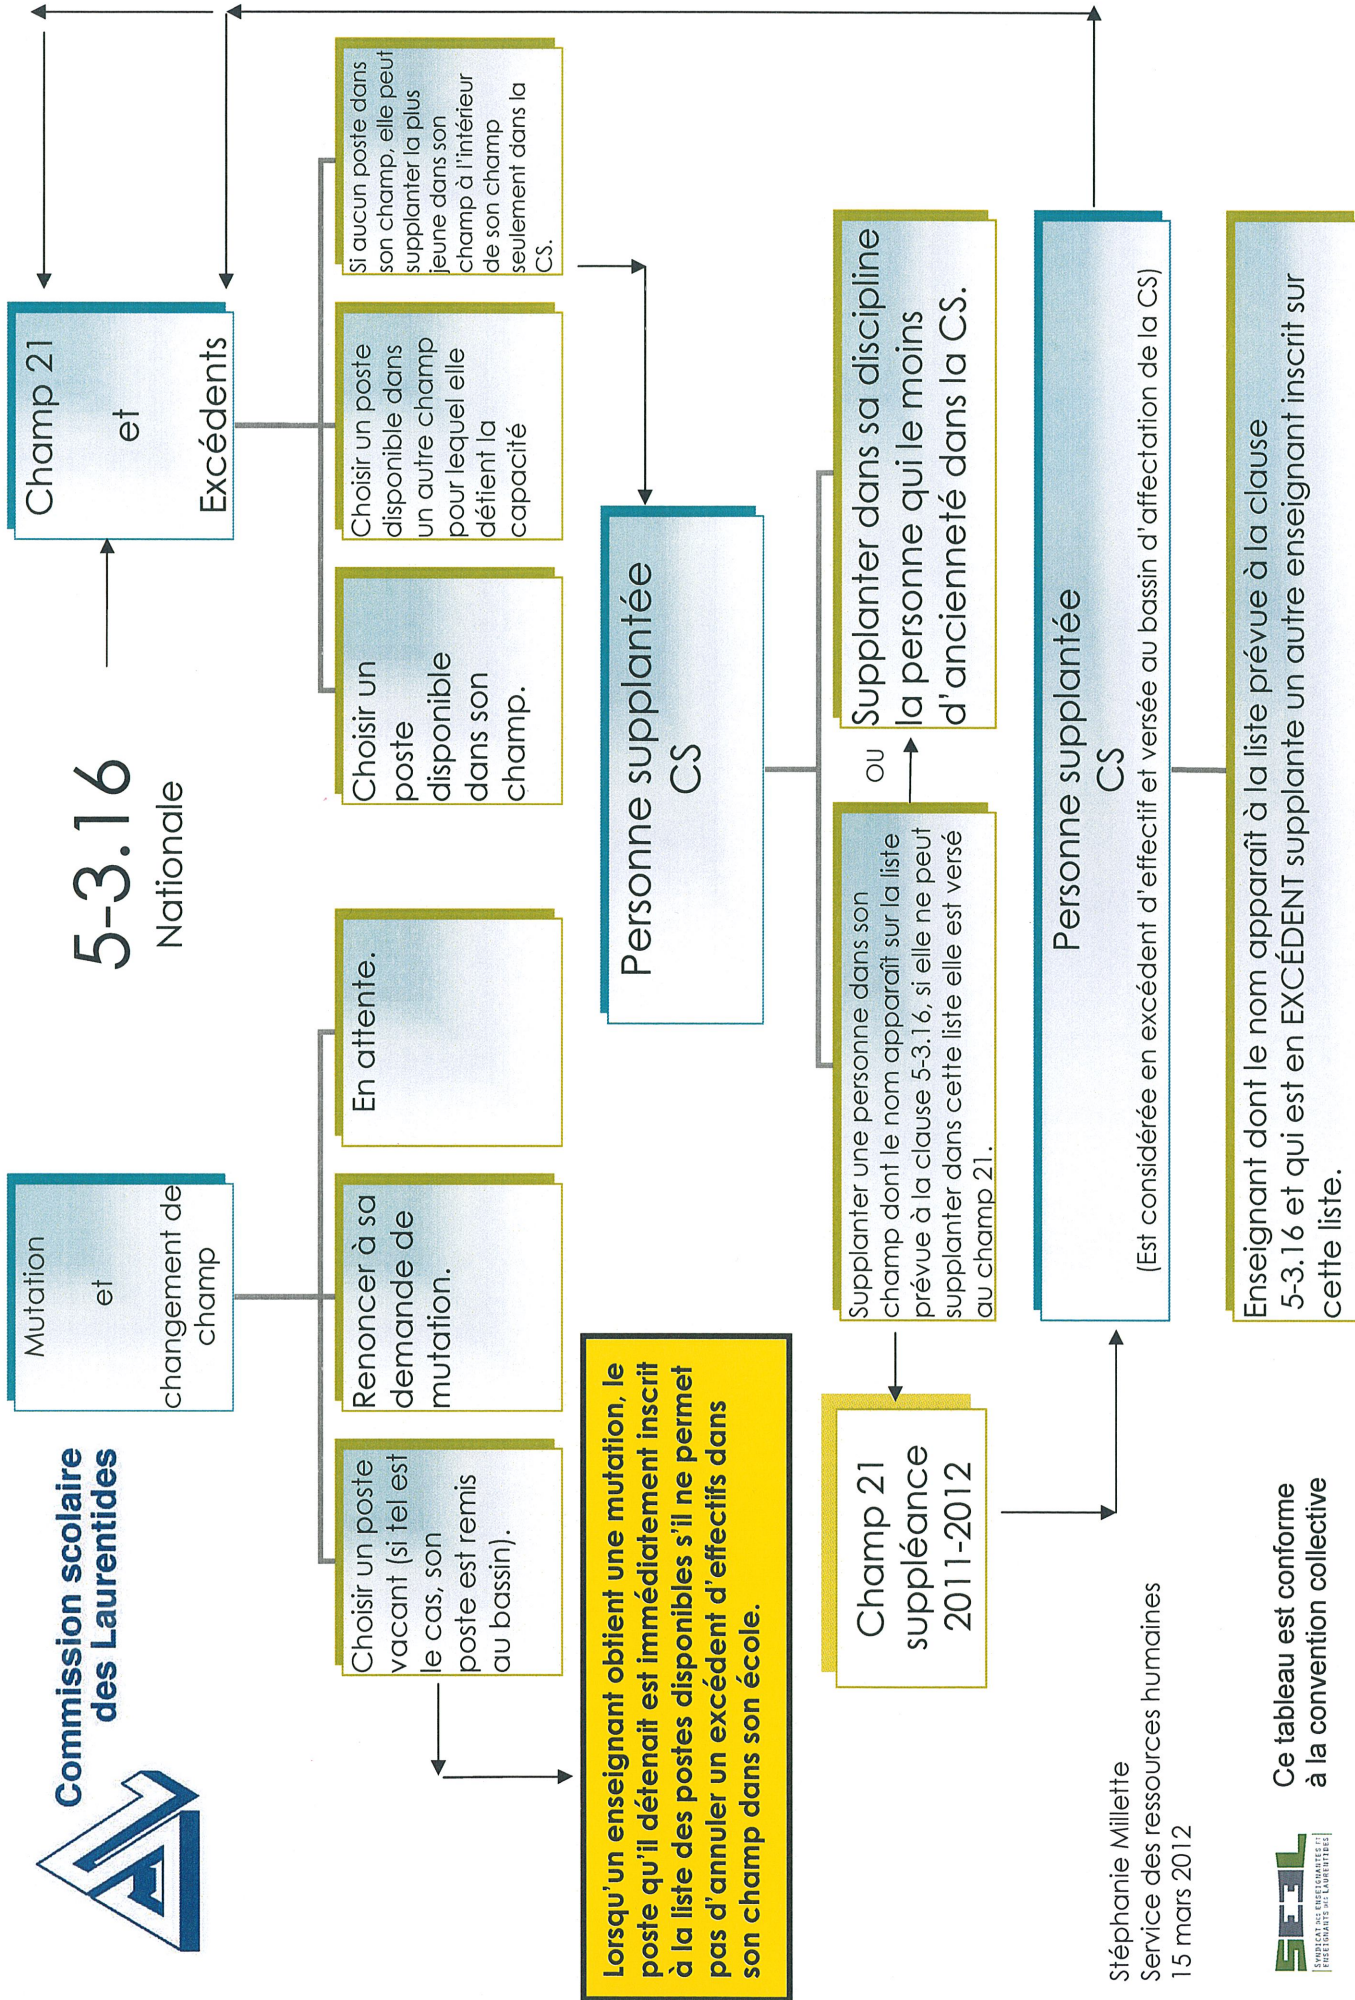 Commission scolaire
des Laurentides
5-3.16
Nationale
Mutation
et
changement de
champ
Champ 21
et
Excédents
Choisir un poste
vacant (si tel est
le cas, son
poste est remis
au bassin).
Renoncer à sa
demande de
mutation.
En attente.
Choisir un
poste
disponible
dans son
champ.
Choisir un poste
disponible dans
un autre champ
pour lequel elle
détient la
capacité
Si aucun poste dans
son champ, elle peut
supplanter la plus
jeune dans son
champ à l'intérieur
de son champ
seulement dans la
CS.
Lorsqu'un enseignant obtient une mutation, le
poste qu'il détenait est immédiatement inscrit
à la liste des postes disponibles s'il ne permet
pas d'annuler un excédent d'effectifs dans
son champ dans son école.
Personne supplantée
CS
Supplanter une personne dans son
champ dont le nom apparaît sur la liste
prévue à la clause 5-3.16, si elle ne peut
supplanter dans cette liste elle est versé
au champ 21.
OU
Supplanter dans sa discipline
la personne qui le moins
d'ancienneté dans la CS.
Champ 21
suppléance
2011-2012
Personne supplantée
CS
(Est considérée en excédent d'effectif et versée au bassin d'affectation de la CS)
Enseignant dont le nom apparaît à la liste prévue à la clause
5-3.16 et qui est en EXCÉDENT supplante un autre enseignant inscrit sur
cette liste.
Stéphanie Millette
Service des ressources humaines
15 mars 2012
SEEL
SYNDICAT DES ENSEIGNANTES ET
ENSEIGNANTS DES LAURENTIDES
Ce tableau est conforme
à la convention collective